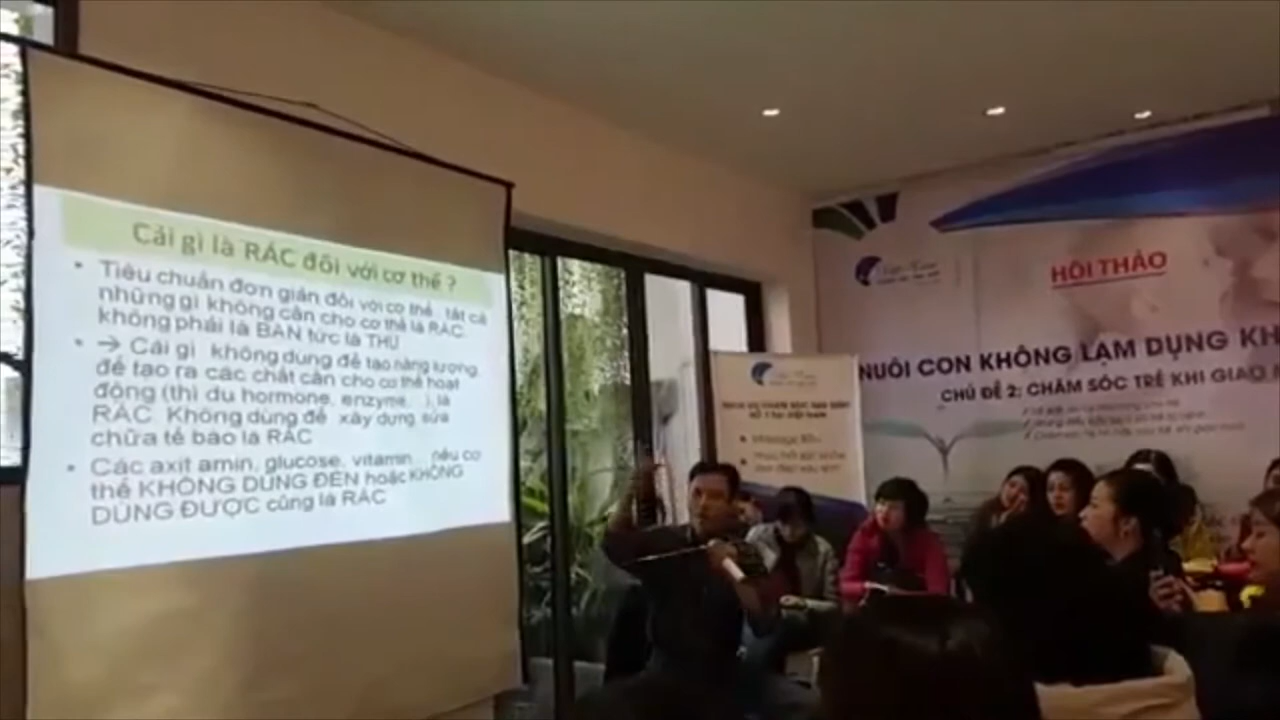 Cái gì là RÁC đối với cơ thể ?
• Tiêu chuẩn đơn giản đối với cơ thể, tất cả
những gì không cần cho cơ thể là RÁC,
không phải là BẠN tức là THÙ
• → Cái gì không dùng để tạo năng lượng,
để tạo ra các chất cần cho cơ thể hoạt
động (thí dụ hormone, enzyme, ...), là
RÁC. Không dùng để xây dựng, sửa
chữa tế bào là RÁC
• Các axit amin, glucose, vitamin... nếu cơ
thể KHÔNG DÙNG ĐẾN hoặc KHÔNG
DÙNG ĐƯỢC cũng là RÁC
HỘI THẢO
NUÔI CON KHÔNG LẠM DỤNG KH
CHỦ ĐỀ 2: CHĂM SÓC TRẺ KHI GIAO M